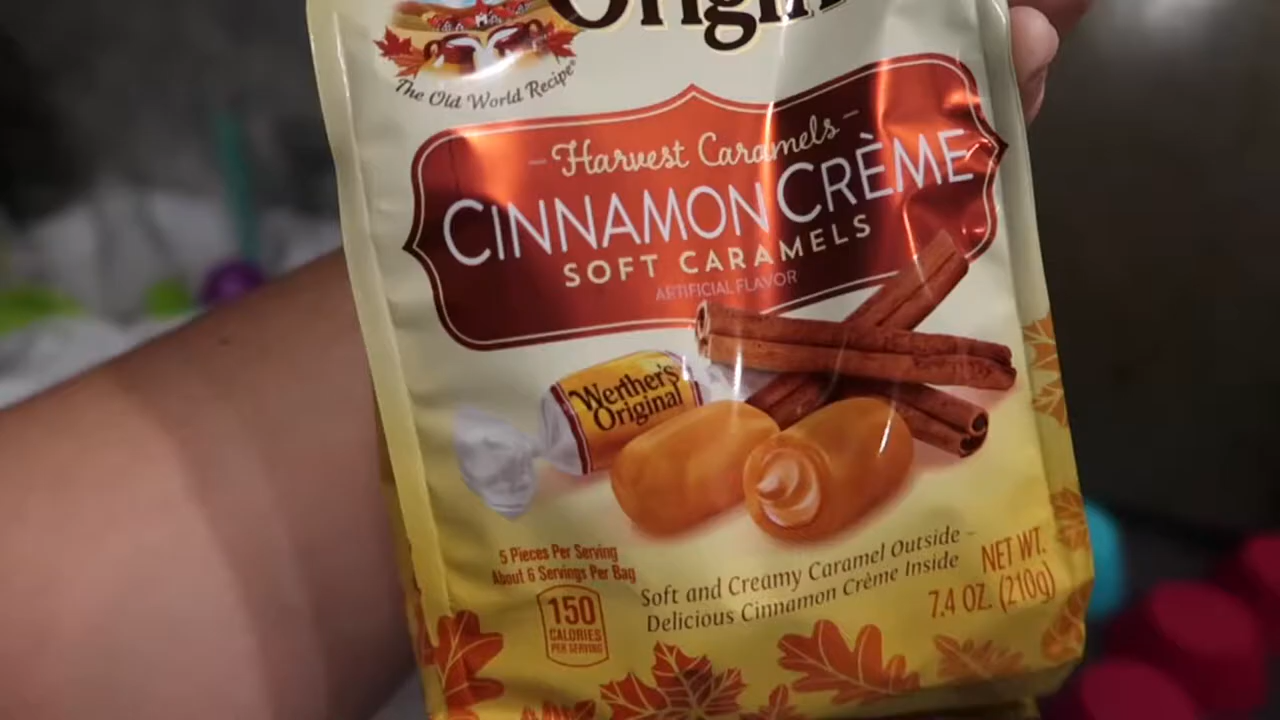 Original
The Old World Recipe®
Harvest Caramels
CINNAMON CRÈME
SOFT CARAMELS
ARTIFICIAL FLAVOR
Werther's
Original
5 Pieces Per Serving
About 6 Servings Per Bag
150
CALORIES
PER SERVING
Soft and Creamy Caramel Outside –
Delicious Cinnamon Crème Inside
NET WT.
7.4 OZ. (210g)